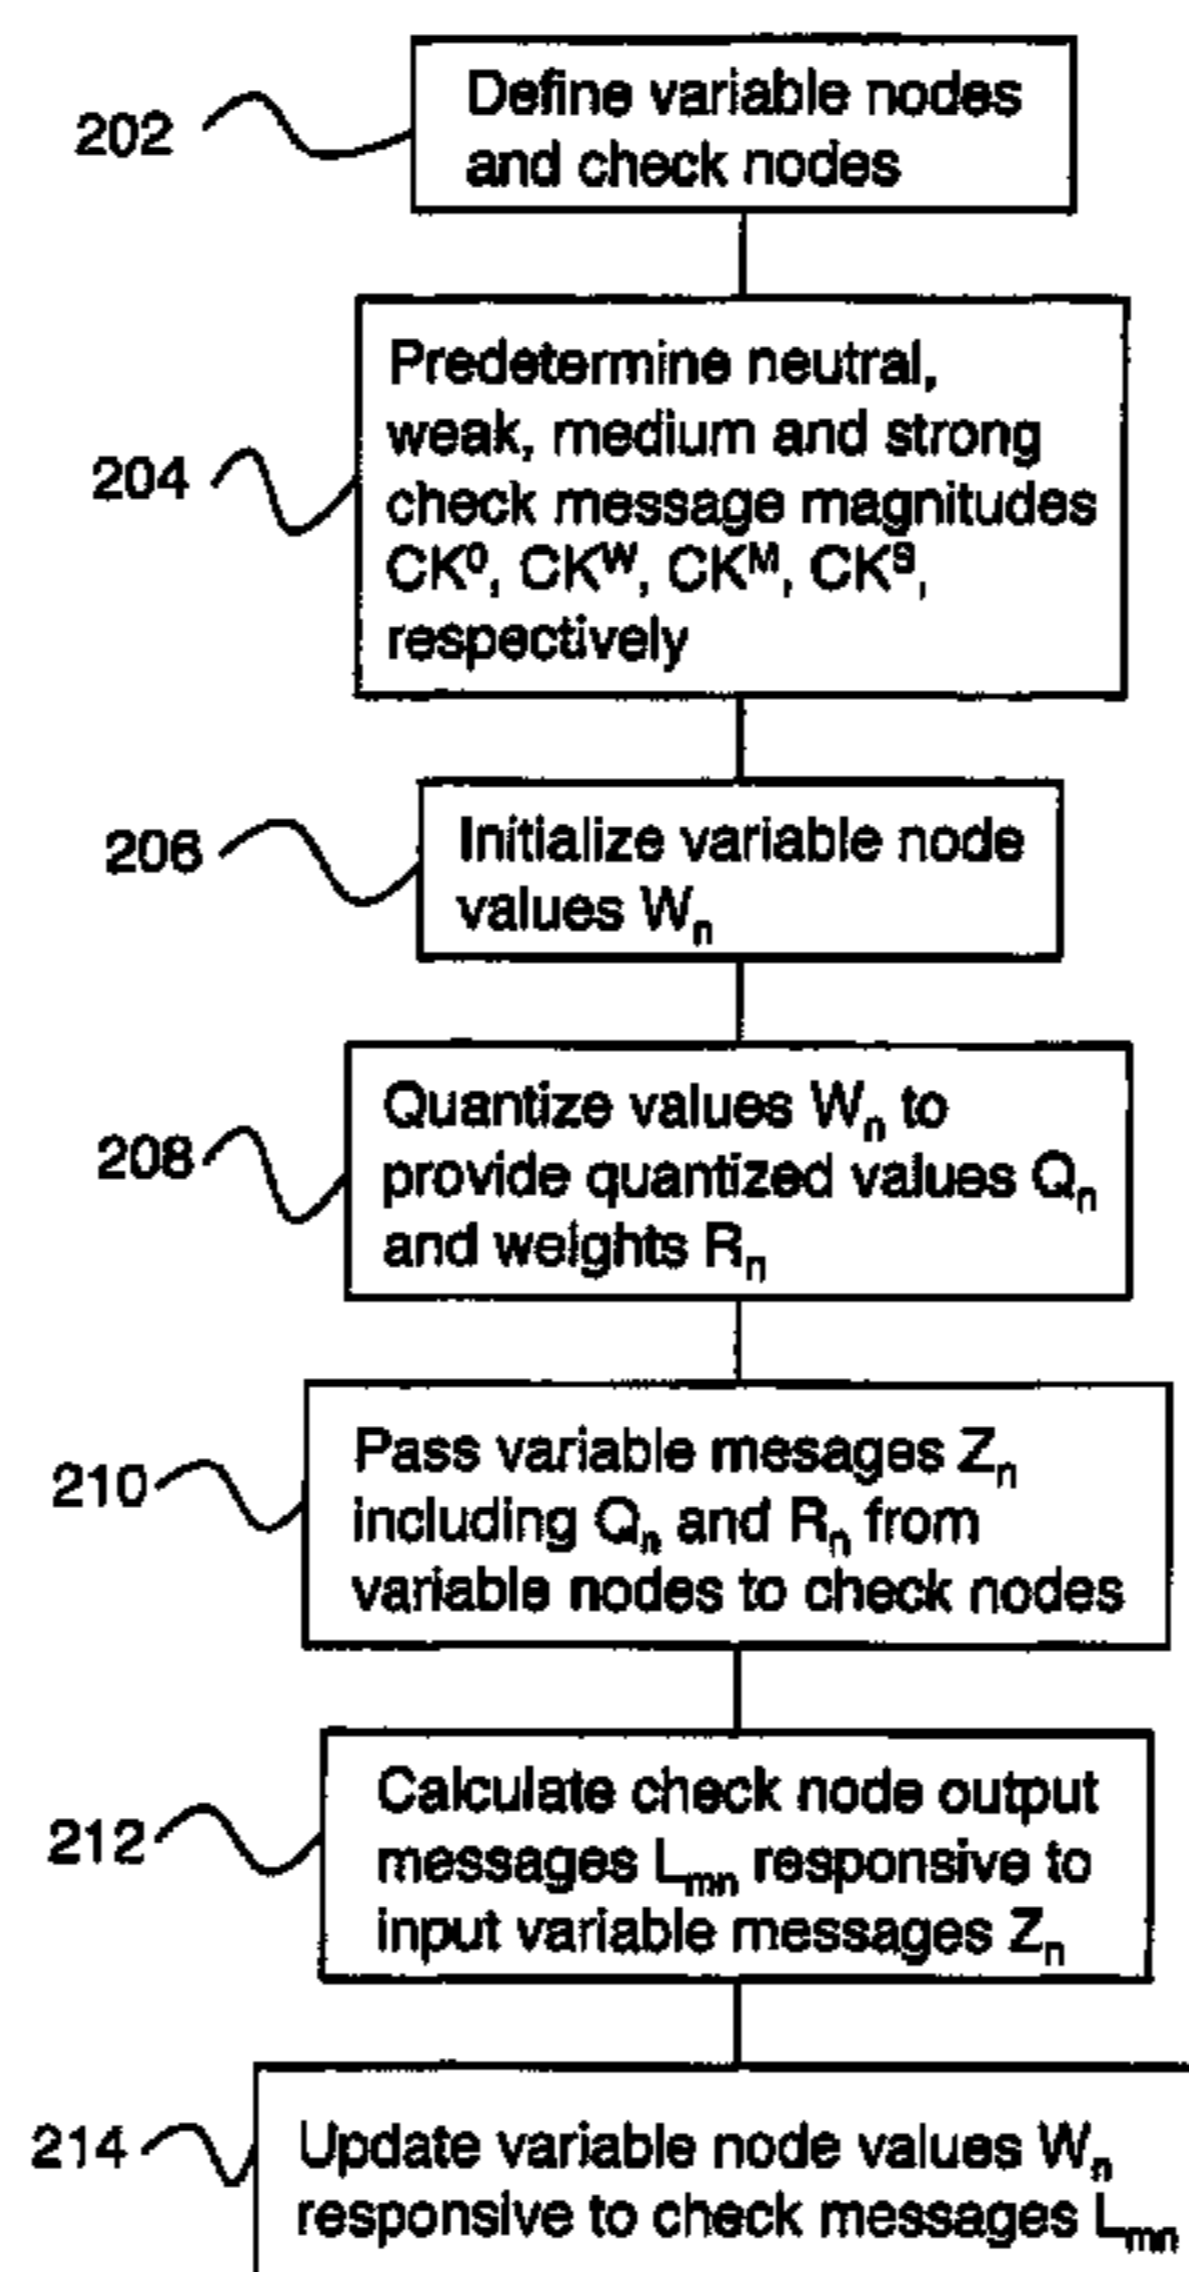 202
Define variable nodes
and check nodes
204
Predetermine neutral,
weak, medium and strong
check message magnitudes
CK⁰, CKᵂ, CKᴹ, CKˢ,
respectively
206
Initialize variable node
values Wₙ
208
Quantize values Wₙ to
provide quantized values Qₙ
and weights Rₙ
210
Pass variable mesages Zₙ
including Qₙ and Rₙ from
variable nodes to check nodes
212
Calculate check node output
messages Lₘₙ responsive to
input variable messages Zₙ
214
Update variable node values Wₙ
responsive to check messages Lₘₙ